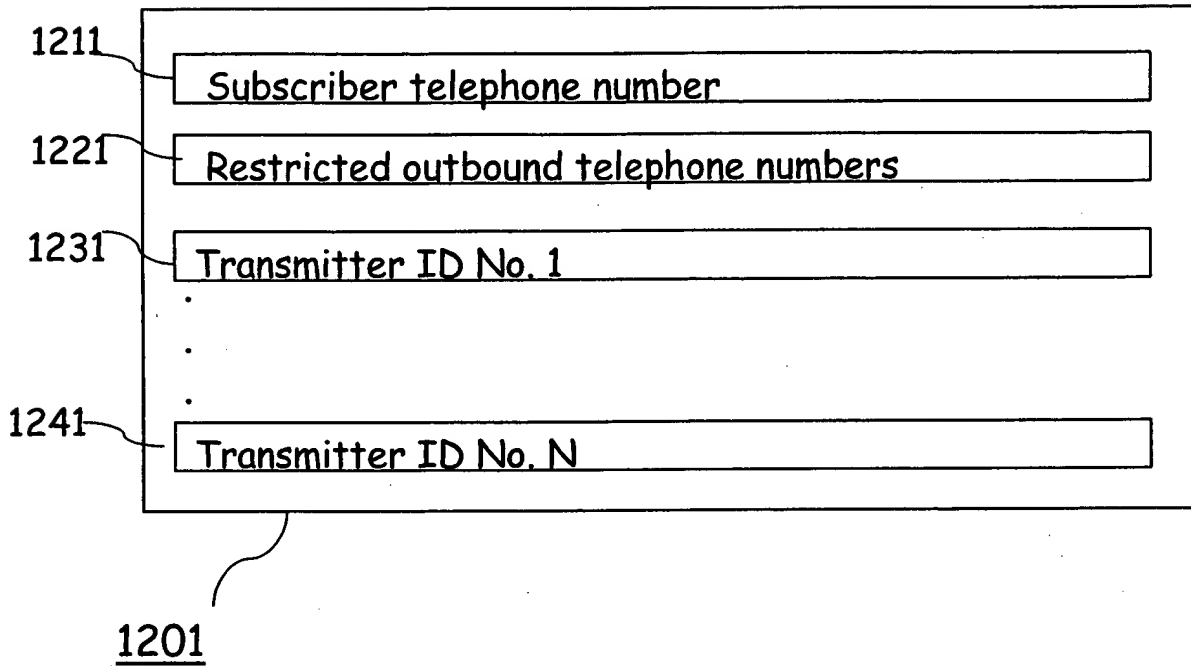 1211
Subscriber telephone number
1221
Restricted outbound telephone numbers
1231
Transmitter ID No. 1
.
.
.
1241
Transmitter ID No. N
1201